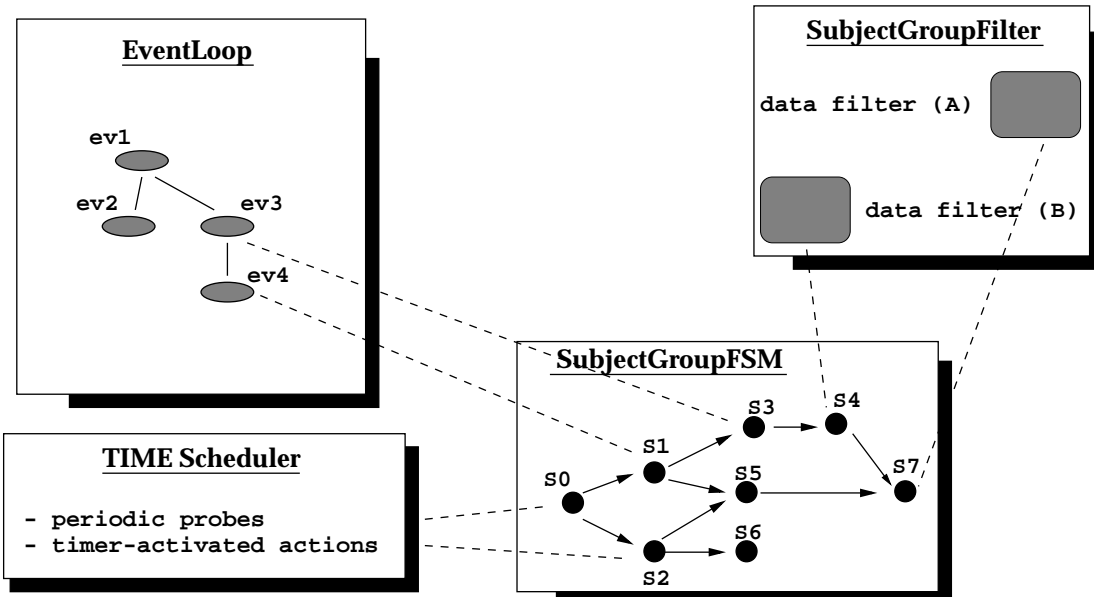 EventLoop
ev1
ev2
ev3
ev4
SubjectGroupFilter
data filter (A)
data filter (B)
SubjectGroupFSM
S0
S1
S2
S3
S4
S5
S6
S7
TIME Scheduler
- periodic probes
- timer-activated actions